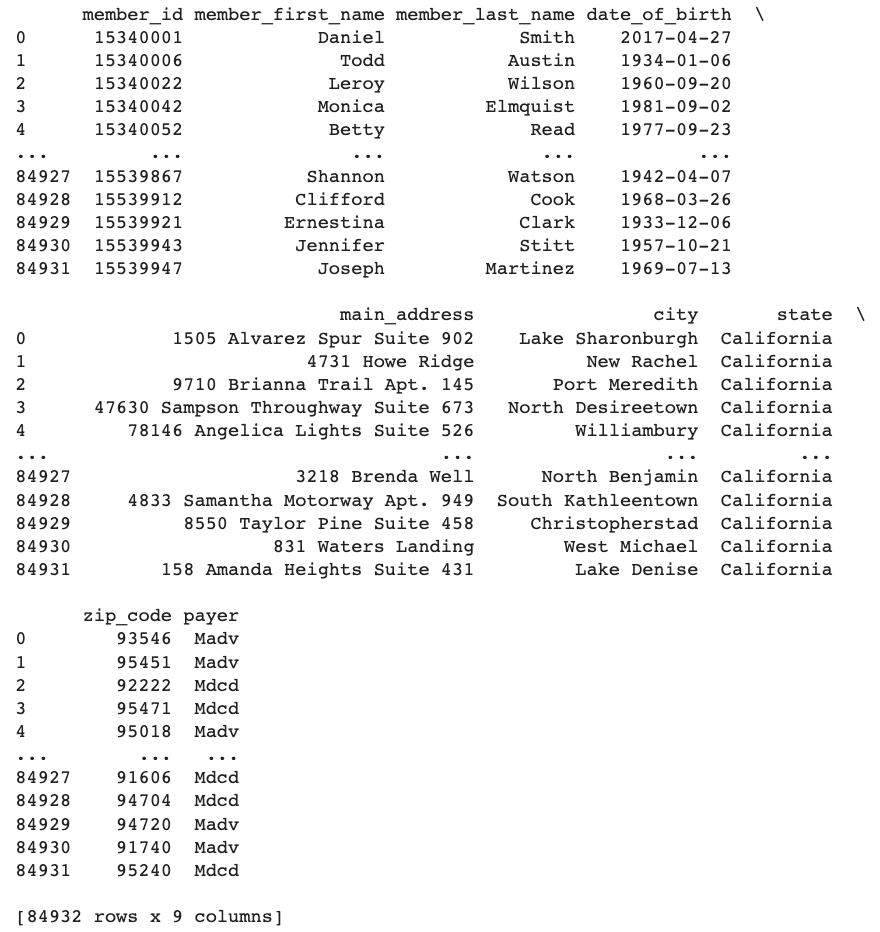 member_id member_first_name member_last_name date_of_birth \
0 15340001 Daniel Smith 2017-04-27
1 15340006 Todd Austin 1934-01-06
2 15340022 Leroy Wilson 1960-09-20
3 15340042 Monica Elmquist 1981-09-02
4 15340052 Betty Read 1977-09-23
... ... ... ... ...
84927 15539867 Shannon Watson 1942-04-07
84928 15539912 Clifford Cook 1968-03-26
84929 15539921 Ernestina Clark 1933-12-06
84930 15539943 Jennifer Stitt 1957-10-21
84931 15539947 Joseph Martinez 1969-07-13
main_address city state \
0 1505 Alvarez Spur Suite 902 Lake Sharonburgh California
1 4731 Howe Ridge New Rachel California
2 9710 Brianna Trail Apt. 145 Port Meredith California
3 47630 Sampson Throughway Suite 673 North Desireetown California
4 78146 Angelica Lights Suite 526 Williambury California
... ... ... ...
84927 3218 Brenda Well North Benjamin California
84928 4833 Samantha Motorway Apt. 949 South Kathleentown California
84929 8550 Taylor Pine Suite 458 Christopherstad California
84930 831 Waters Landing West Michael California
84931 158 Amanda Heights Suite 431 Lake Denise California
zip_code payer
0 93546 Madv
1 95451 Madv
2 92222 Mdcd
3 95471 Mdcd
4 95018 Madv
... ... ...
84927 91606 Mdcd
84928 94704 Mdcd
84929 94720 Madv
84930 91740 Madv
84931 95240 Mdcd
[84932 rows x 9 columns]